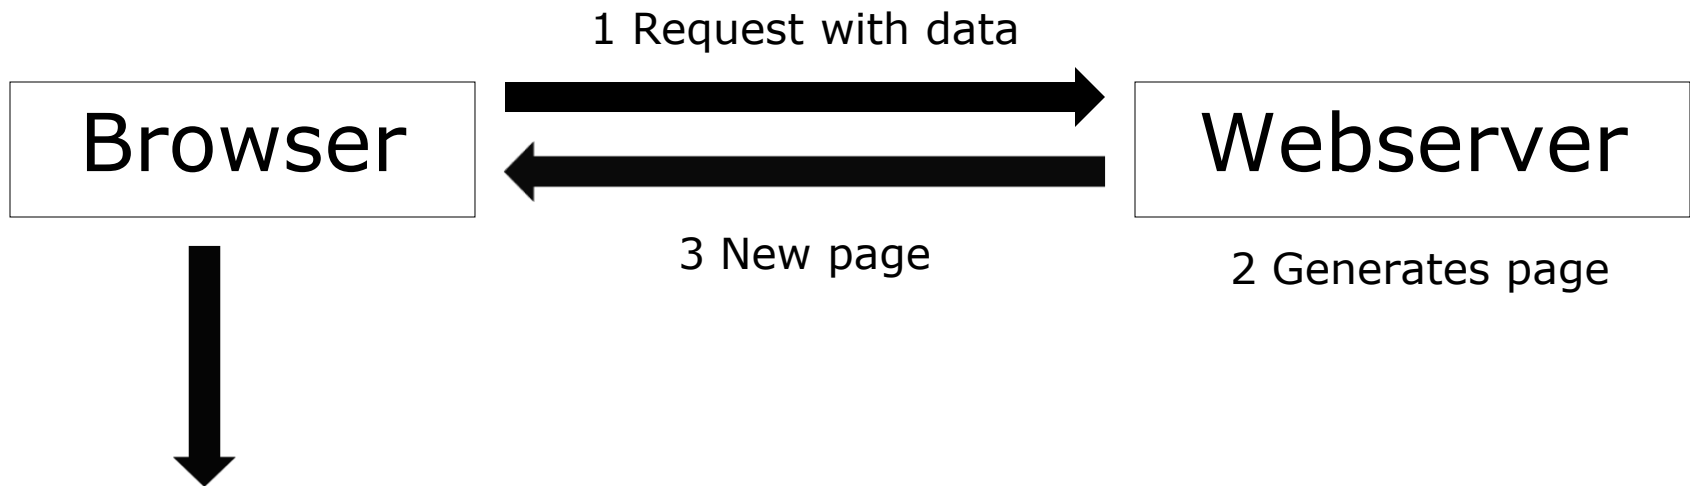 1 Request with data
Browser
Webserver
3 New page
2 Generates page